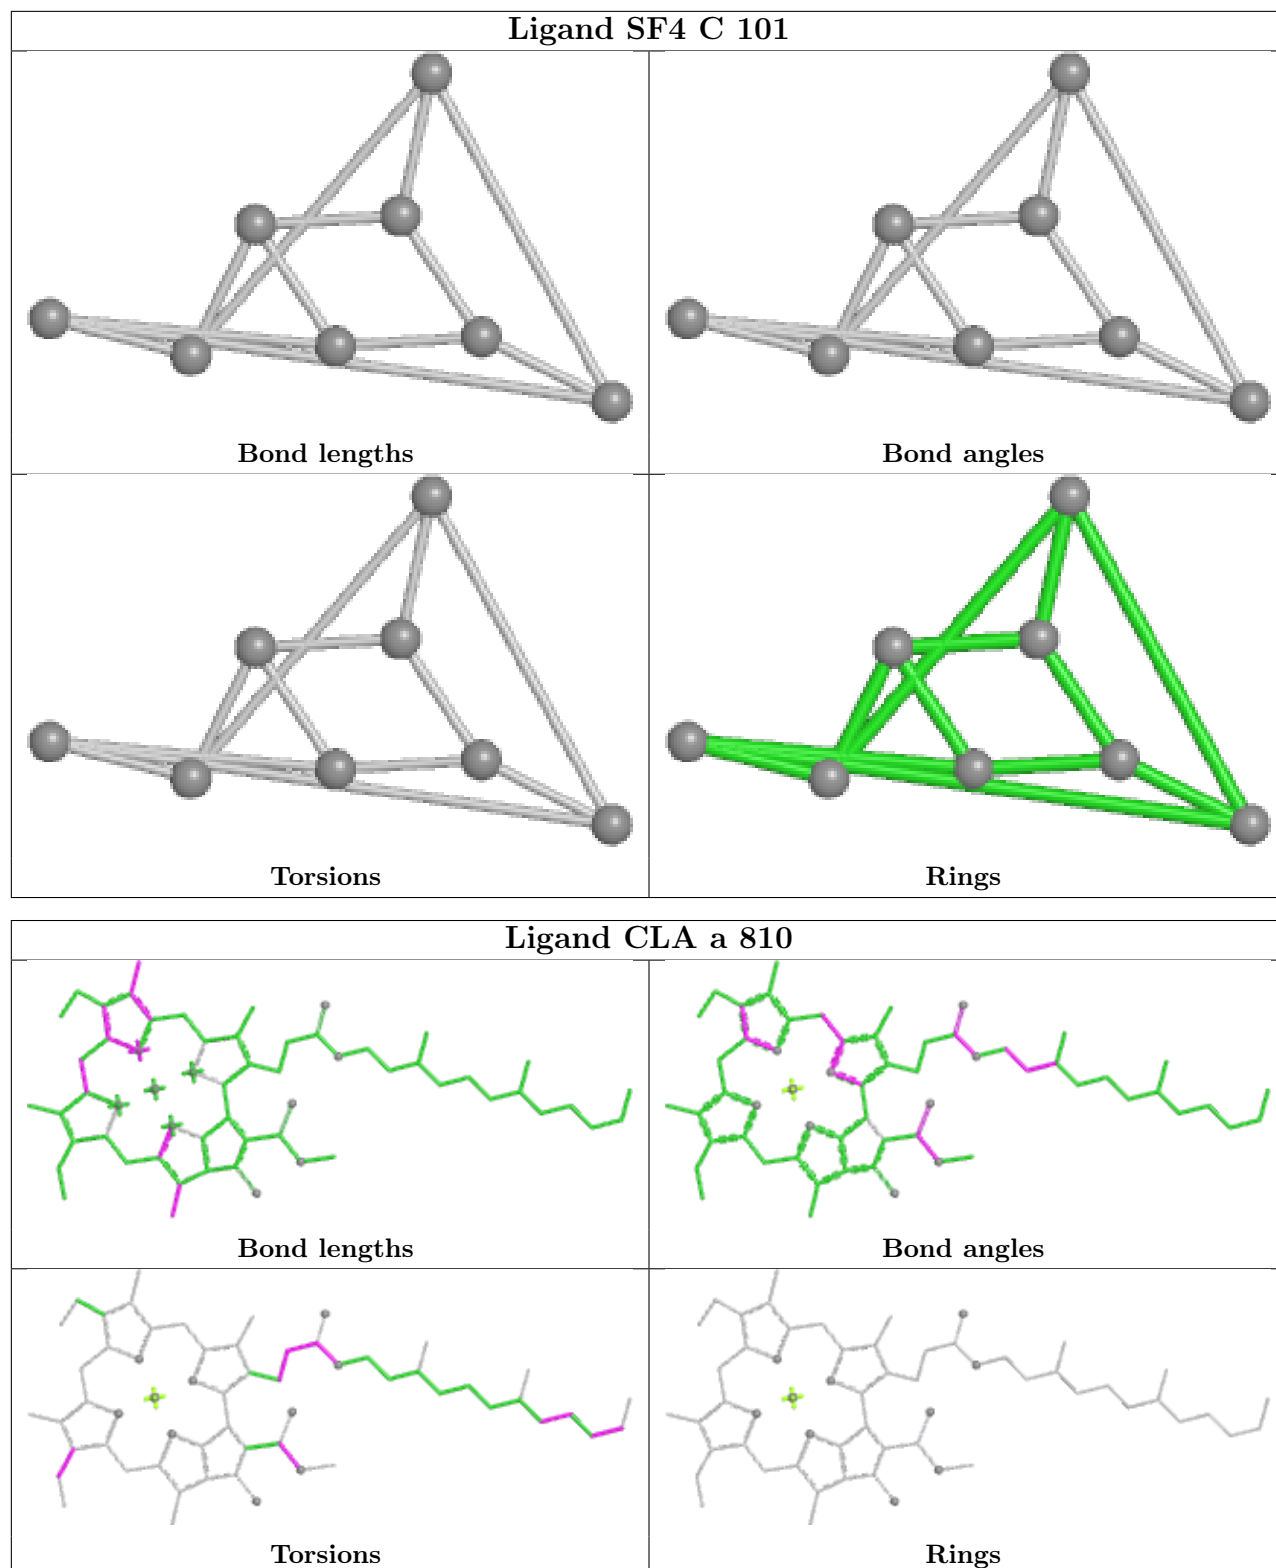 Ligand SF4 C 101
Bond lengths
Bond angles
Torsions
Rings
Ligand CLA a 810
Bond lengths
Bond angles
Torsions
Rings